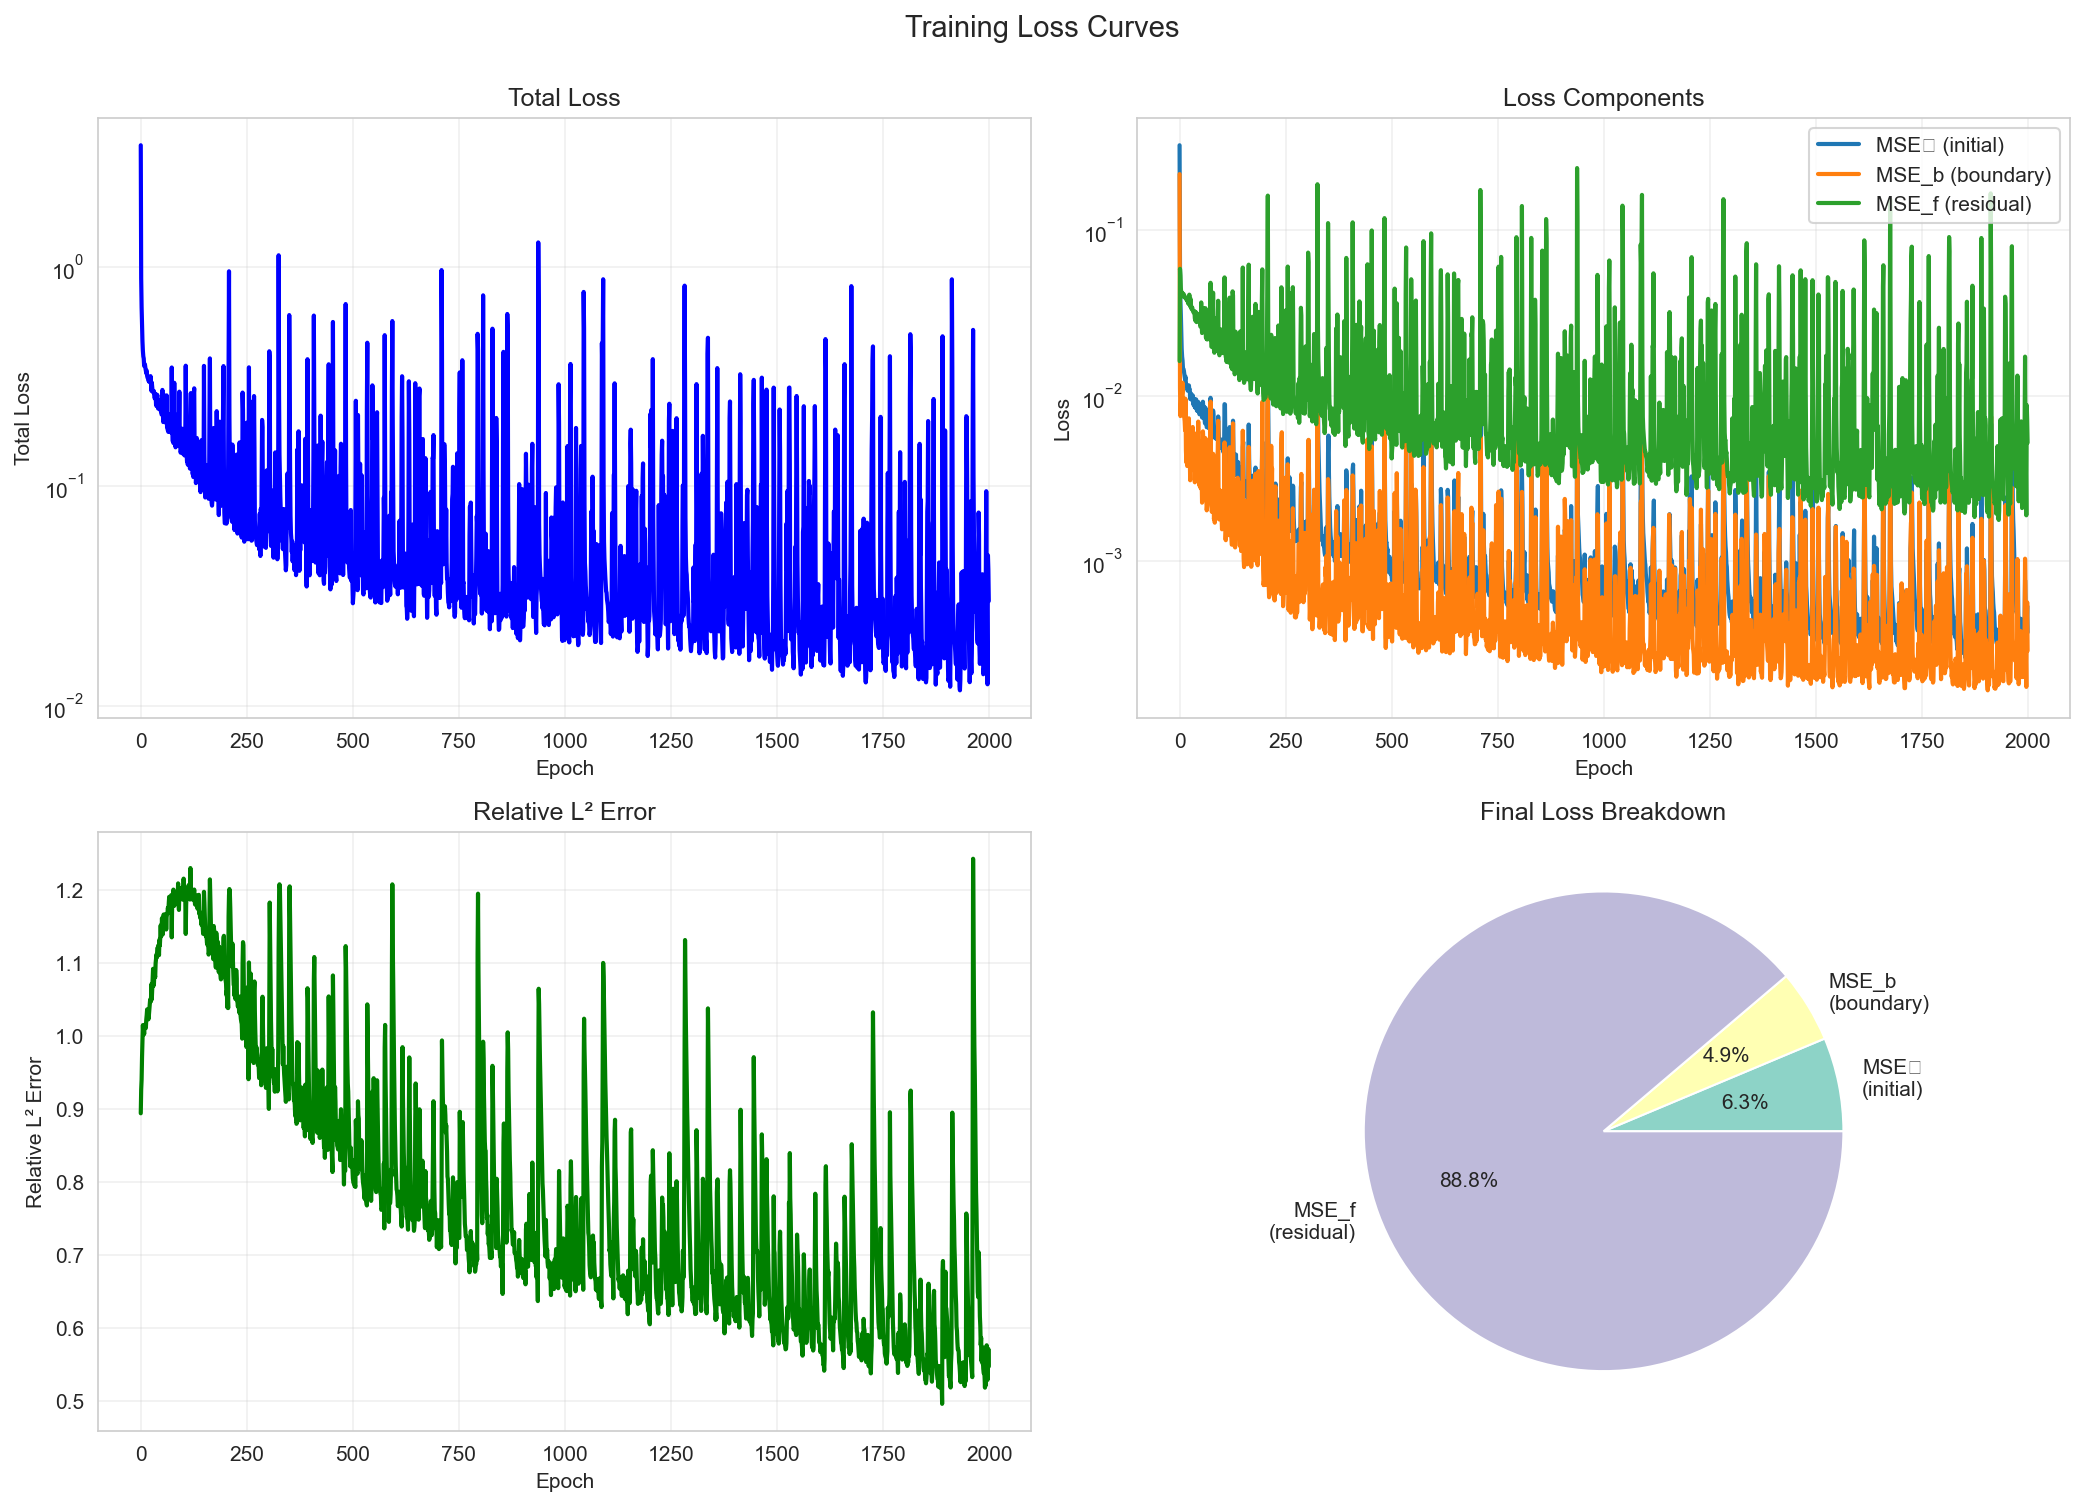 Training Loss Curves
Total Loss
Total Loss
10⁰
10⁻¹
10⁻²
0 250 500 750 1000 1250 1500 1750 2000
Epoch
Loss Components
MSE□ (initial)
MSE_b (boundary)
MSE_f (residual)
Loss
10⁻¹
10⁻²
10⁻³
0 250 500 750 1000 1250 1500 1750 2000
Epoch
Relative L² Error
Relative L² Error
1.2
1.1
1.0
0.9
0.8
0.7
0.6
0.5
0 250 500 750 1000 1250 1500 1750 2000
Epoch
Final Loss Breakdown
MSE_b
(boundary)
4.9%
MSE□
(initial)
6.3%
88.8%
MSE_f
(residual)